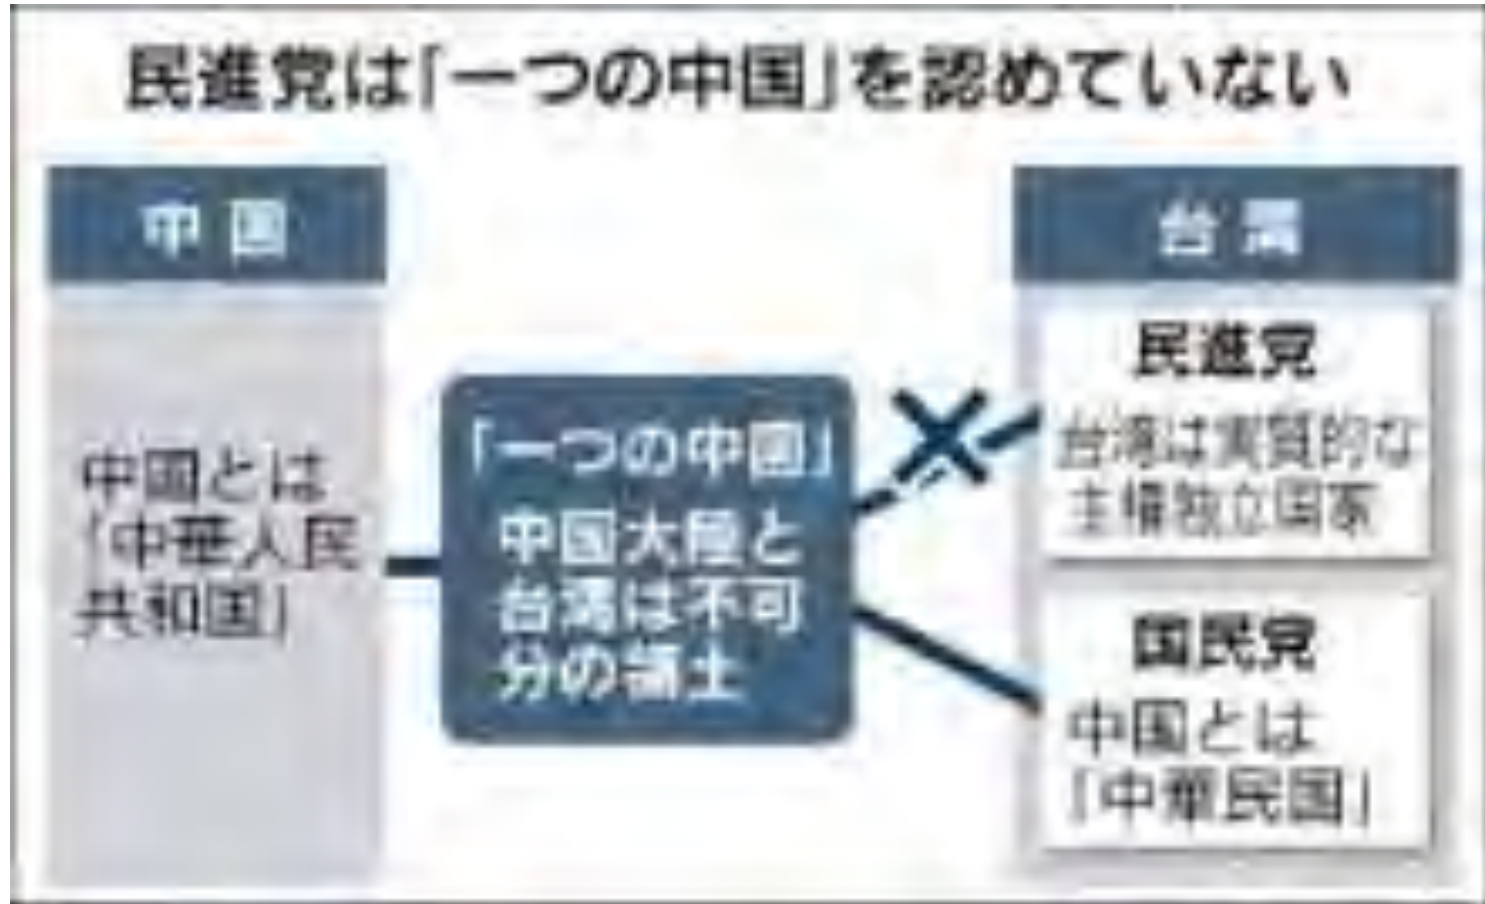 民進党は「一つの中国」を認めていない
中国
中国とは
「中華人民
共和国」
「一つの中国」
中国大陸と
台湾は不可
分の領土
台湾
民進党
台湾は実質的な
主権独立国家
国民党
中国とは
「中華民国」